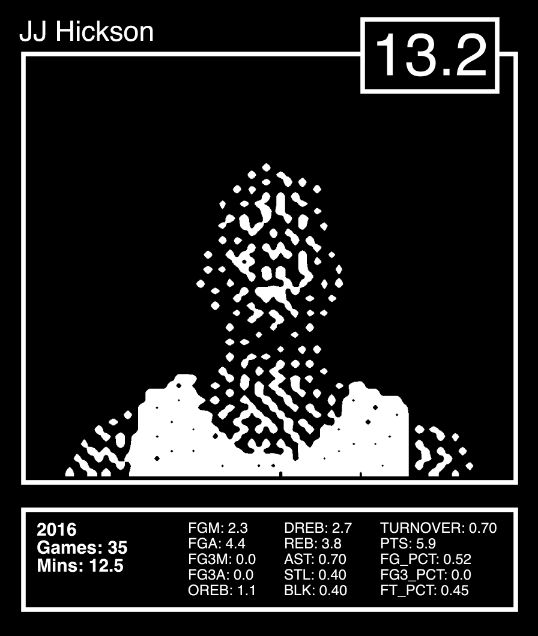 JJ Hickson
13.2
2016
Games: 35
Mins: 12.5
FGM: 2.3
FGA: 4.4
FG3M: 0.0
FG3A: 0.0
OREB: 1.1
DREB: 2.7
REB: 3.8
AST: 0.70
STL: 0.40
BLK: 0.40
TURNOVER: 0.70
PTS: 5.9
FG_PCT: 0.52
FG3_PCT: 0.0
FT_PCT: 0.45